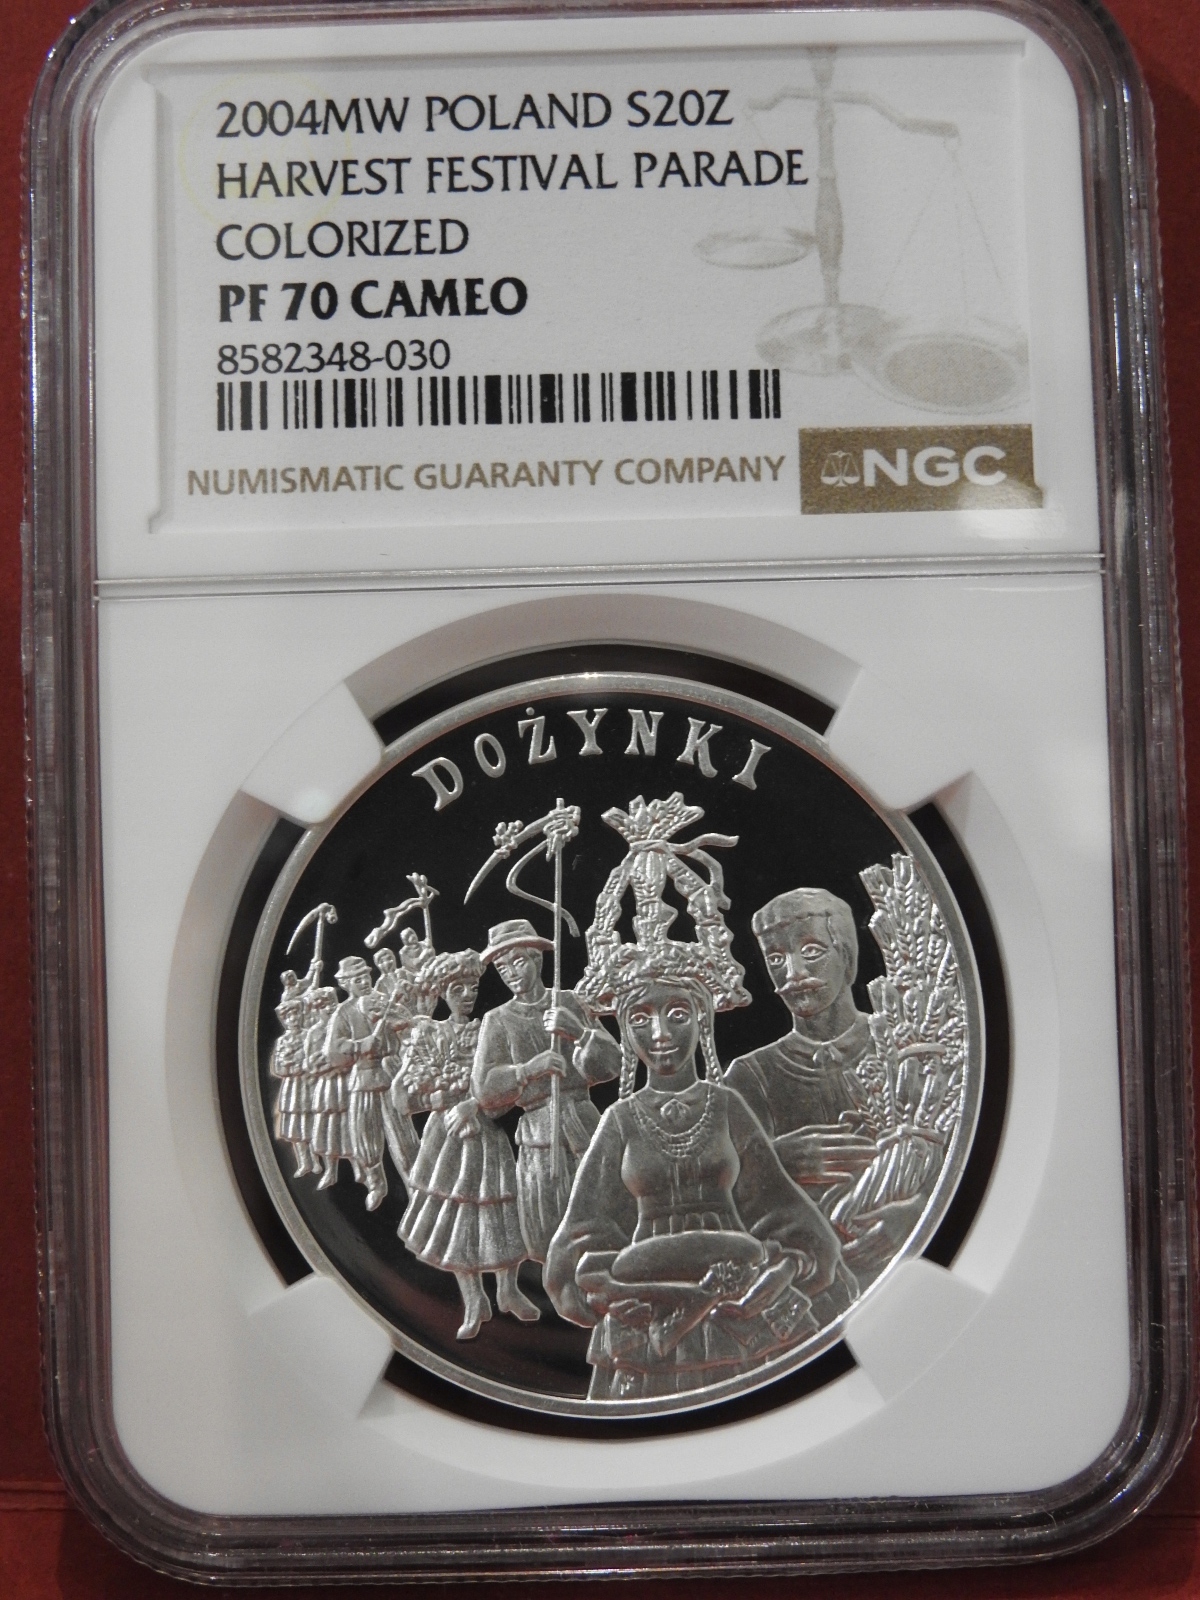 2004MW POLAND S20Z
HARVEST FESTIVAL PARADE
COLORIZED
PF 70 CAMEO
8582348-030
NUMISMATIC GUARANTY COMPANY NGC
DOŻYNKI